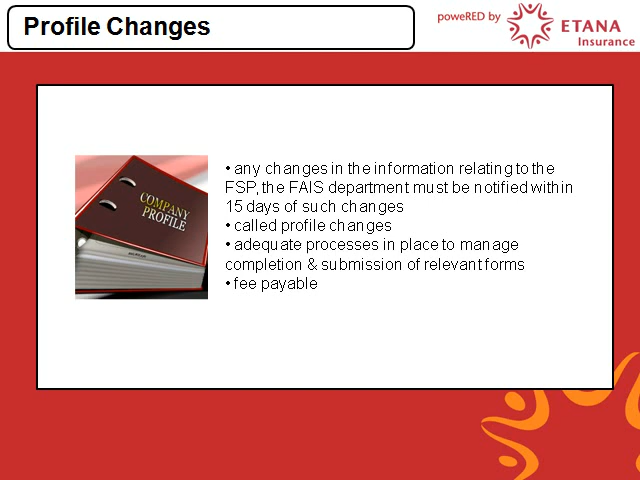 Profile Changes
poweRED by
ETANA
Insurance
• any changes in the information relating to the
FSP, the FAIS department must be notified within
15 days of such changes
• called profile changes
• adequate processes in place to manage
completion & submission of relevant forms
• fee payable
COMPANY
PROFILE